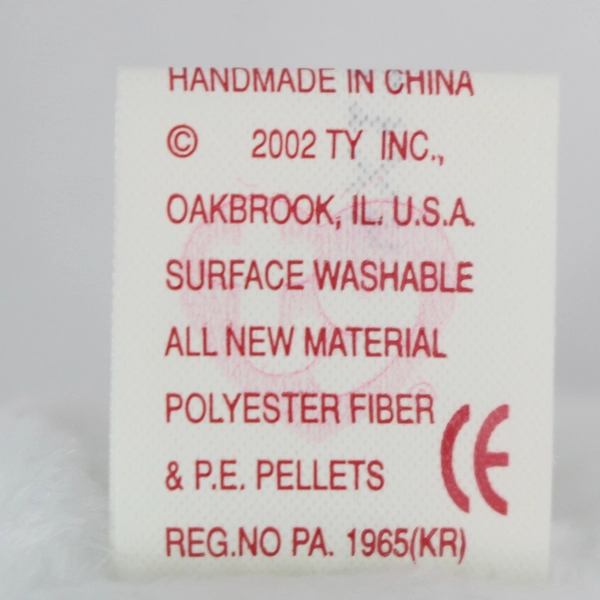 HANDMADE IN CHINA
© 2002 TY INC.,
OAKBROOK, IL. U.S.A.
SURFACE WASHABLE
ALL NEW MATERIAL
POLYESTER FIBER
& P.E. PELLETS
CE
REG.NO PA. 1965(KR)